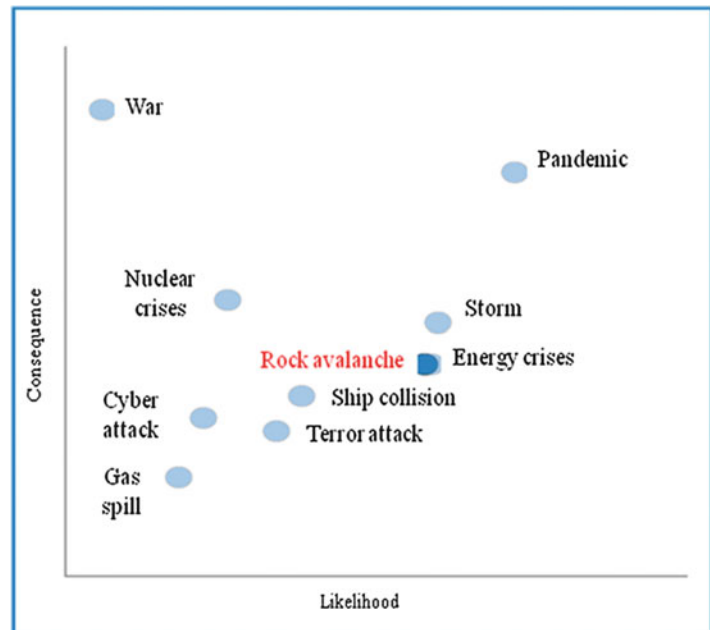 War
Pandemic
Nuclear
crises
Storm
Rock avalanche
Energy crises
Ship collision
Cyber
attack
Terror attack
Gas
spill
Consequence
Likelihood